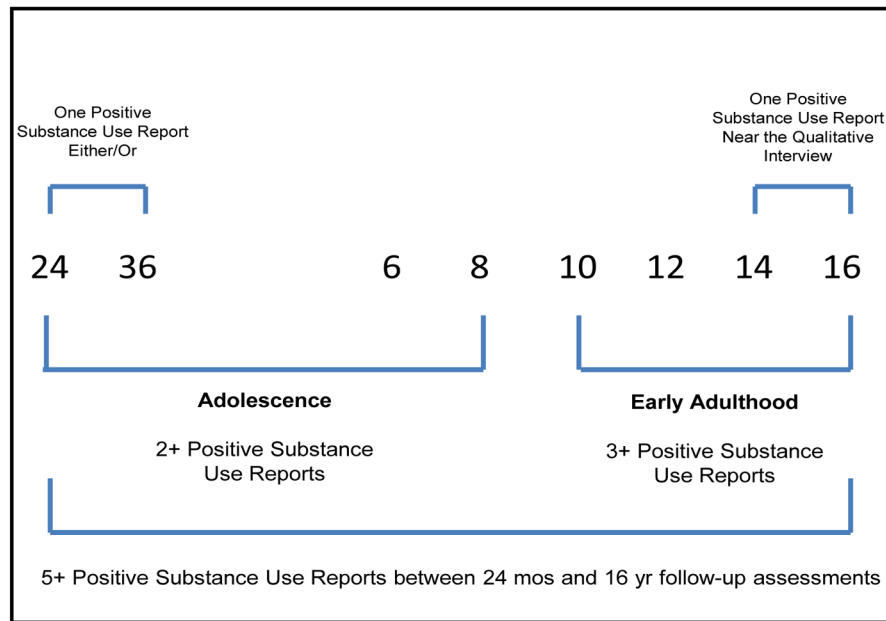 One Positive
Substance Use Report
Either/Or
One Positive
Substance Use Report
Near the Qualitative
Interview
24 36 6 8 10 12 14 16
Adolescence
2+ Positive Substance
Use Reports
Early Adulthood
3+ Positive Substance
Use Reports
5+ Positive Substance Use Reports between 24 mos and 16 yr follow-up assessments